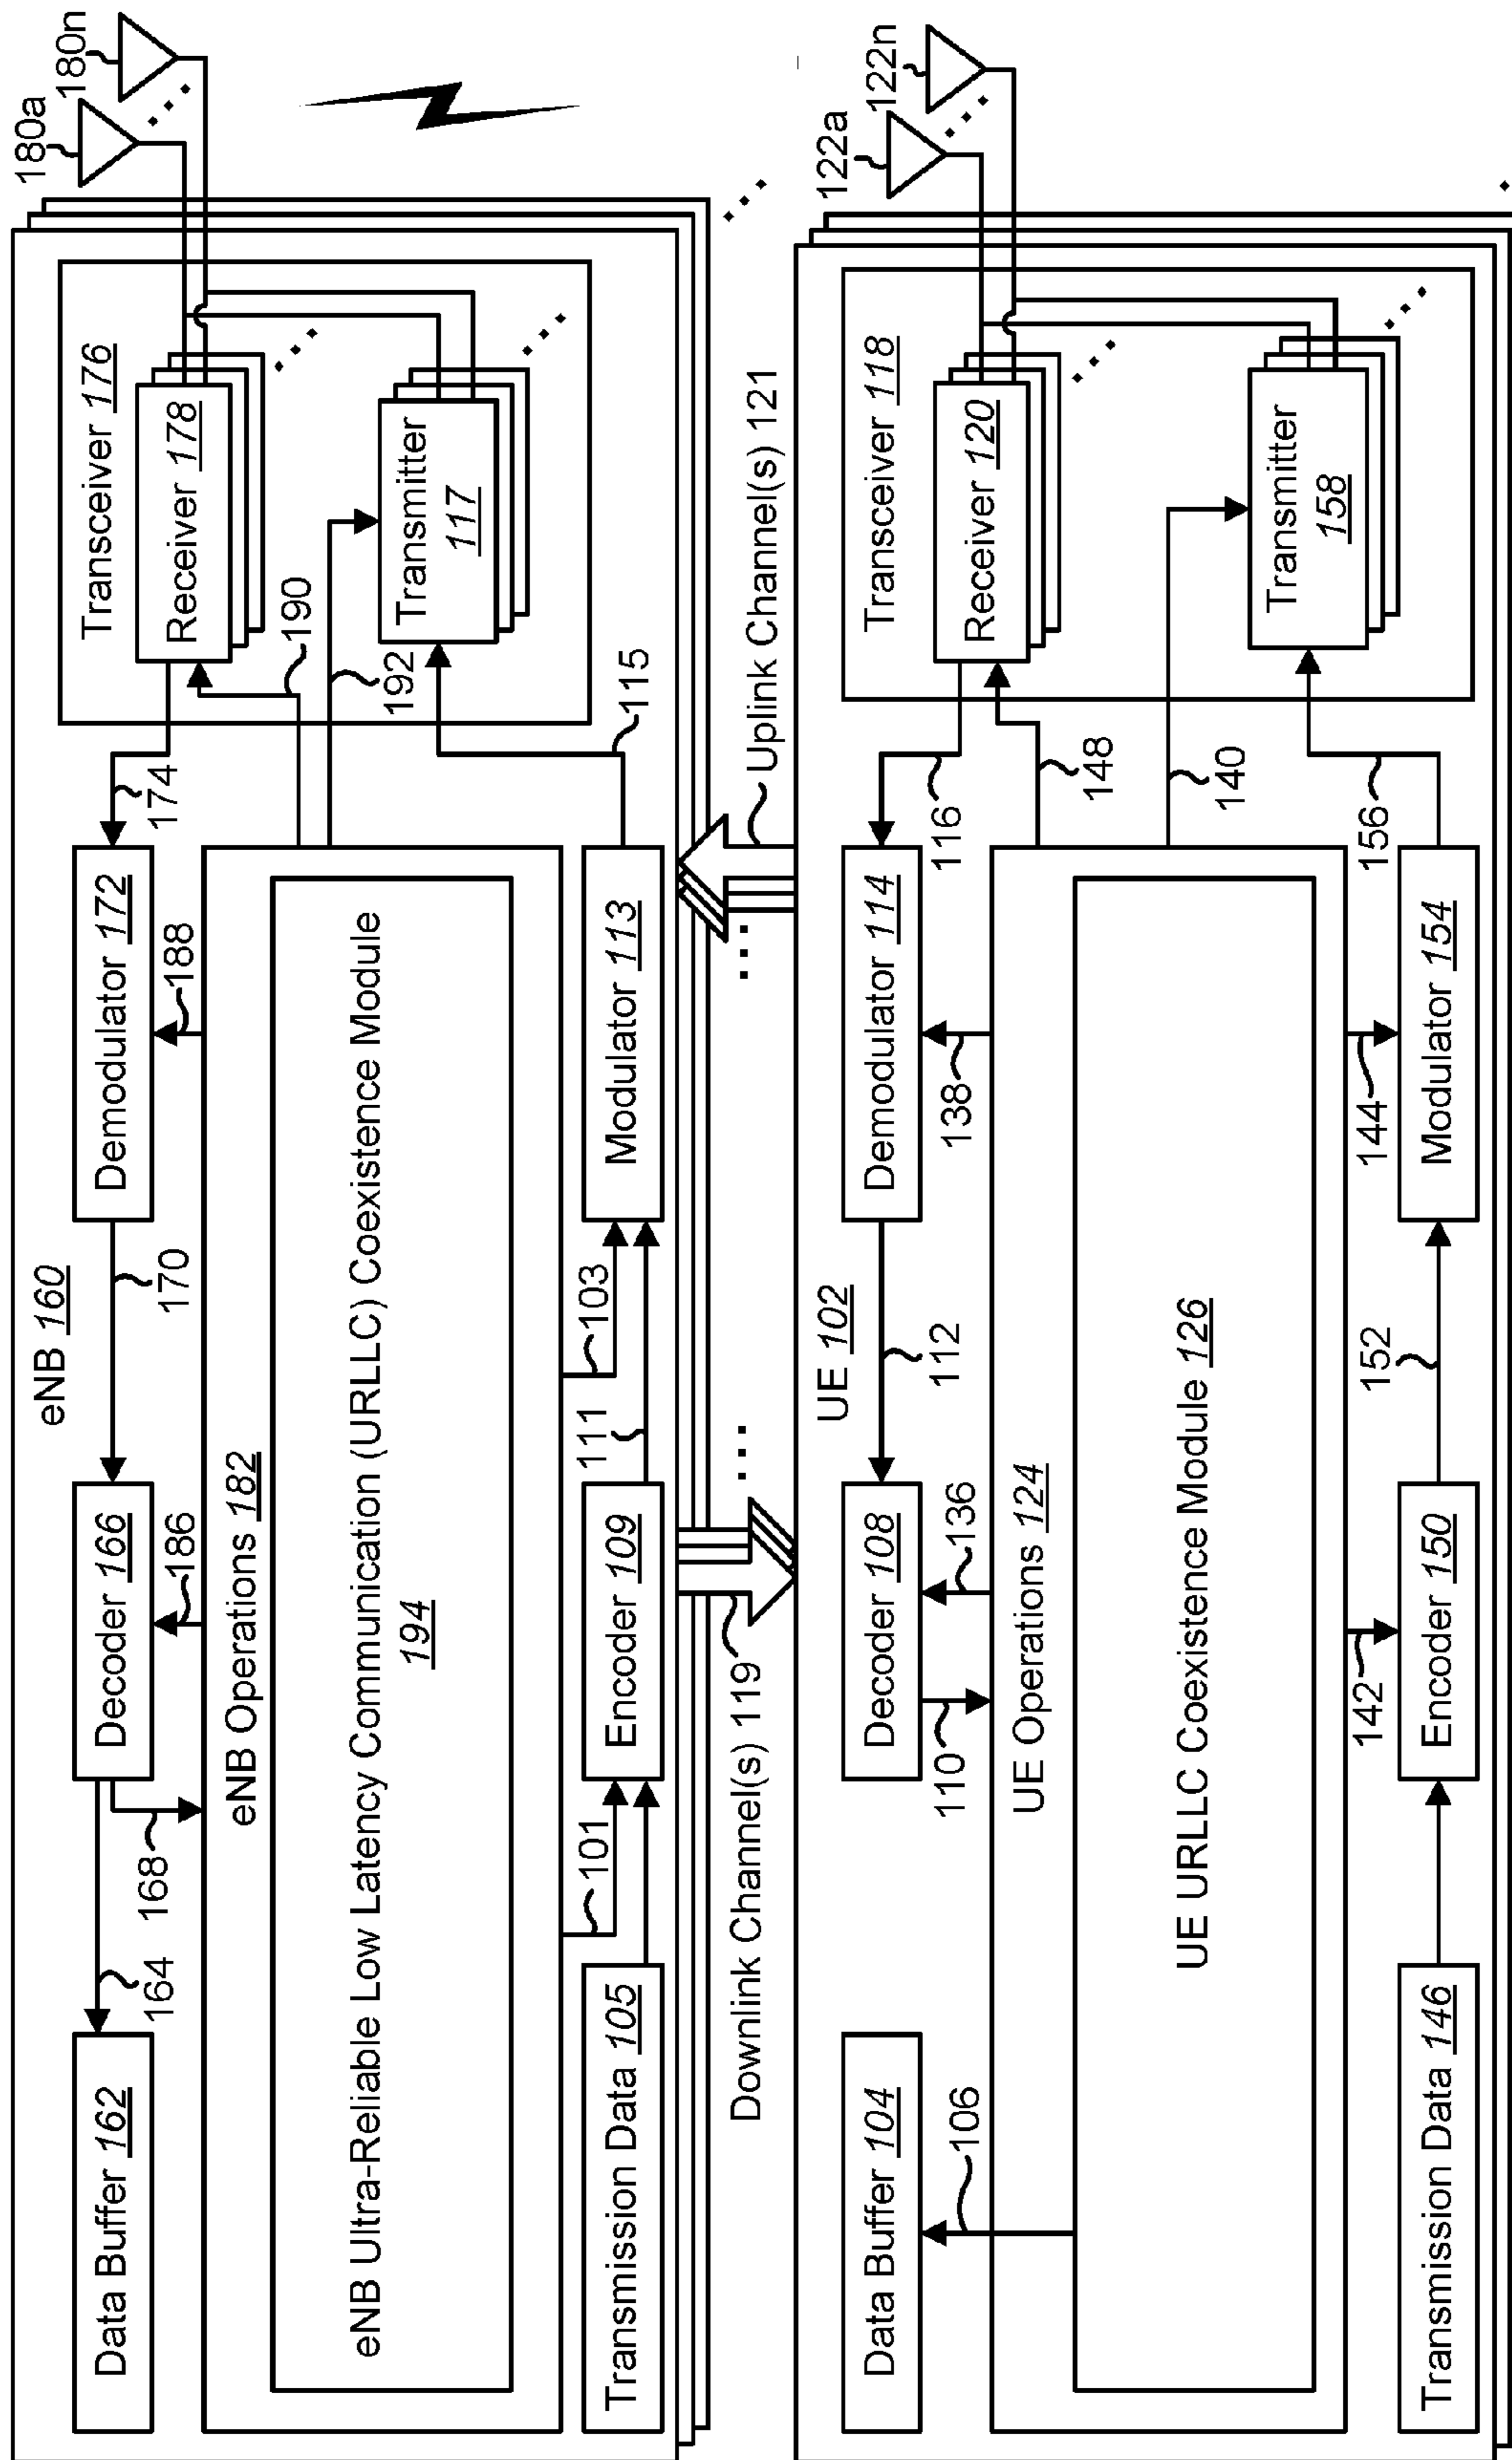 180a
180n
eNB 160
Transceiver 176
Data Buffer 162
Decoder 166
Demodulator 172
Receiver 178
164
168
170
174
186
188
190
eNB Operations 182
eNB Ultra-Reliable Low Latency Communication (URLLC) Coexistence Module
194
192
Transmitter
117
101
103
111
115
Transmission Data 105
Encoder 109
Modulator 113
Downlink Channel(s) 119
Uplink Channel(s) 121
122a
122n
UE 102
Transceiver 118
Data Buffer 104
Decoder 108
Demodulator 114
Receiver 120
106
110
112
116
136
138
148
UE Operations 124
UE URLLC Coexistence Module 126
140
Transmitter
158
142
144
152
156
Transmission Data 146
Encoder 150
Modulator 154